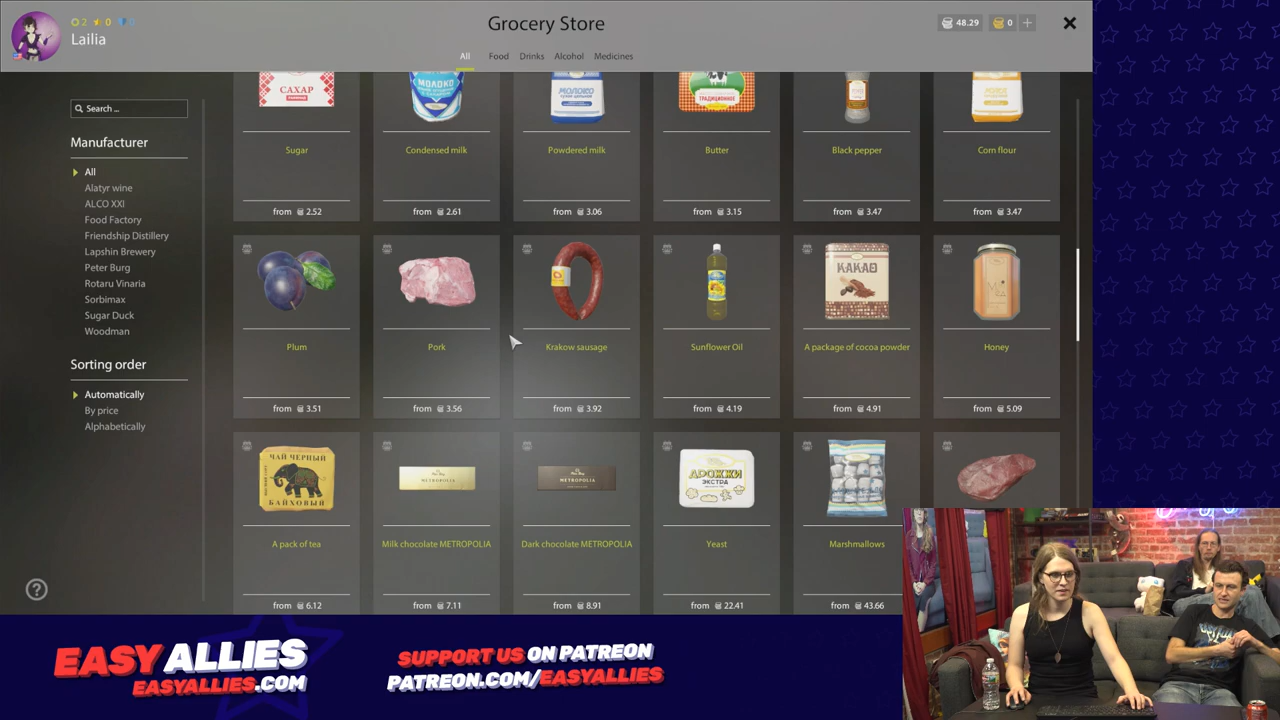 2 0 0
Lailia
Grocery Store
48.29 0 +
All Food Drinks Alcohol Medicines
Search ...
Manufacturer
All
Alatyr wine
ALCO XXI
Food Factory
Friendship Distillery
Lapshin Brewery
Peter Burg
Rotaru Vinaria
Sorbimax
Sugar Duck
Woodman
Sorting order
Automatically
By price
Alphabetically
САХАР
МОЛОКО
МОЛОКО
ТРАДИЦИОННОЕ
Sugar
Condensed milk
Powdered milk
Butter
Black pepper
Corn flour
from 2.52
from 2.61
from 3.06
from 3.15
from 3.47
from 3.47
КАКАО
Plum
Pork
Krakow sausage
Sunflower Oil
A package of cocoa powder
Honey
from 3.51
from 3.56
from 3.92
from 4.19
from 4.91
from 5.09
ЧАЙ ЧЕРНЫЙ
БАЙХОВЫЙ
METROPOLIA
METROPOLIA
ДРОЖЖИ
ЭКСТРА
A pack of tea
Milk chocolate METROPOLIA
Dark chocolate METROPOLIA
Yeast
Marshmallows
from 6.12
from 7.11
from 8.91
from 22.41
from 43.66
?
EASY ALLIES
EASYALLIES.COM
SUPPORT US ON PATREON
PATREON.COM/EASYALLIES